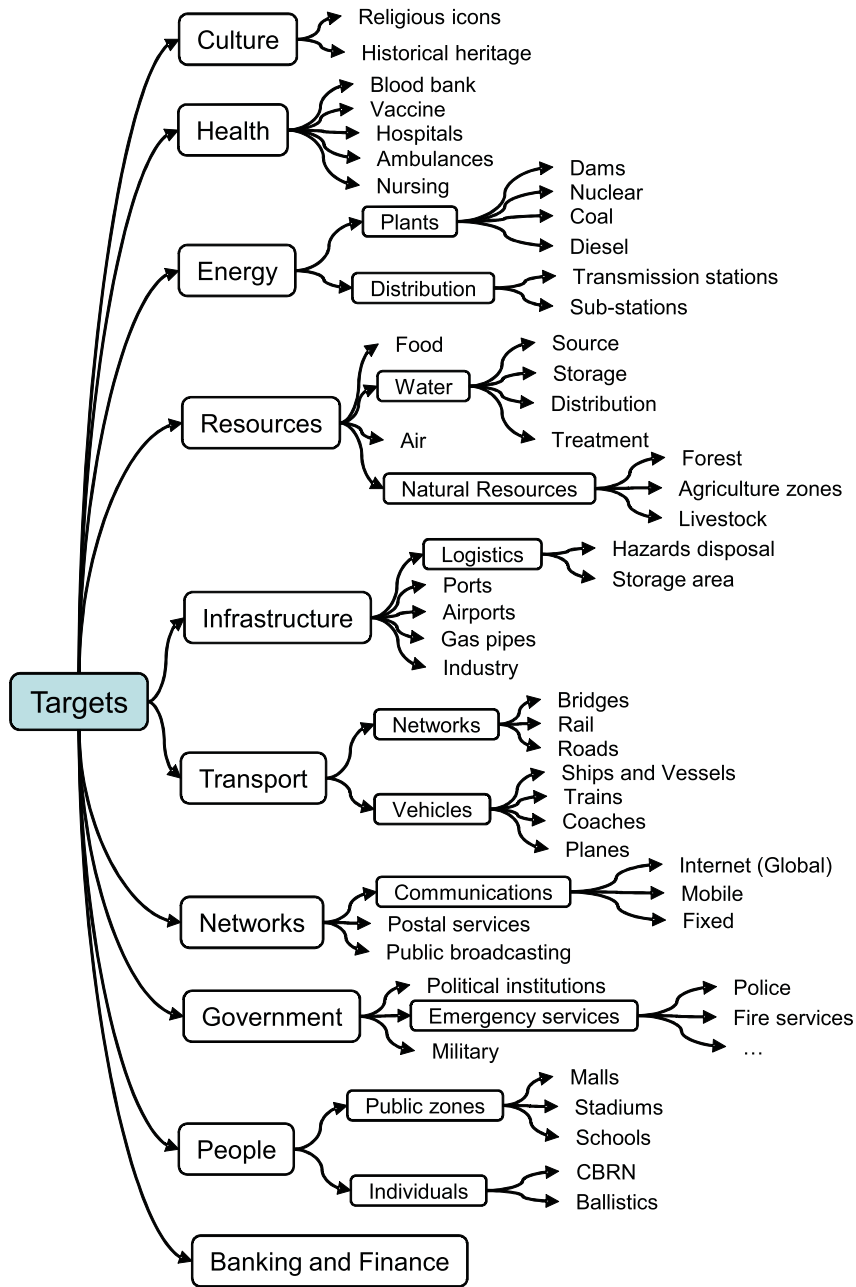 Targets
Culture
Religious icons
Historical heritage
Health
Blood bank
Vaccine
Hospitals
Ambulances
Nursing
Energy
Plants
Dams
Nuclear
Coal
Diesel
Distribution
Transmission stations
Sub-stations
Resources
Food
Water
Source
Storage
Distribution
Treatment
Air
Natural Resources
Forest
Agriculture zones
Livestock
Infrastructure
Logistics
Hazards disposal
Storage area
Ports
Airports
Gas pipes
Industry
Transport
Networks
Bridges
Rail
Roads
Vehicles
Ships and Vessels
Trains
Coaches
Planes
Networks
Communications
Internet (Global)
Mobile
Fixed
Postal services
Public broadcasting
Government
Political institutions
Emergency services
Police
Fire services
...
Military
People
Public zones
Malls
Stadiums
Schools
Individuals
CBRN
Ballistics
Banking and Finance